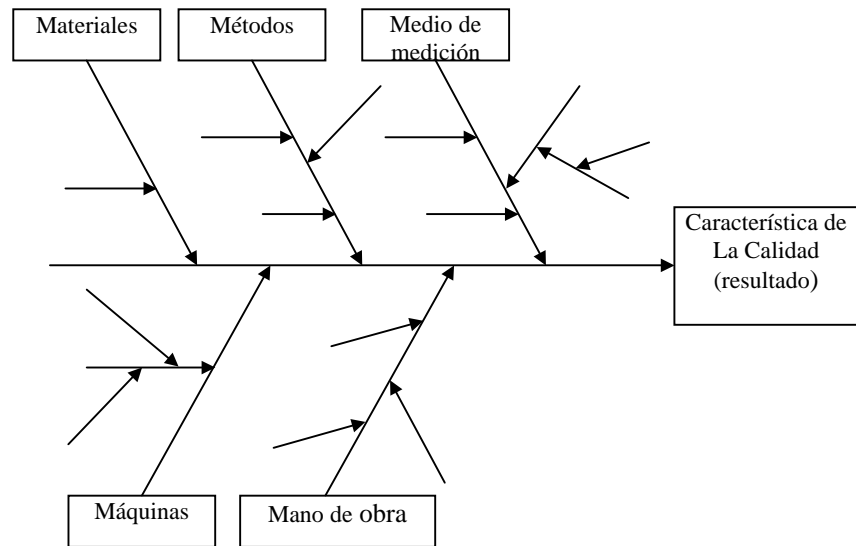 Materiales
Métodos
Medio de
medición
Característica de
La Calidad
(resultado)
Máquinas
Mano de obra